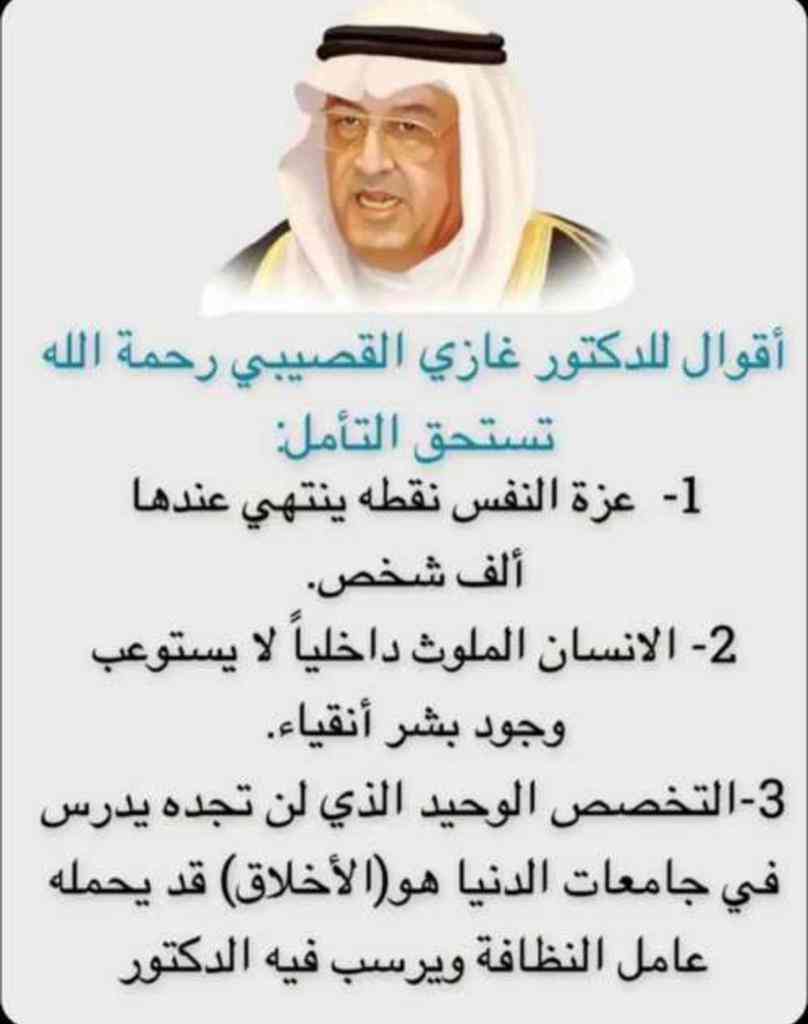 أقوال للدكتور غازي القصيبي رحمة الله
تستحق التأمل:
1- عزة النفس نقطه ينتهي عندها
ألف شخص.
2- الانسان الملوث داخلياً لا يستوعب
وجود بشر أنقياء.
3-التخصص الوحيد الذي لن تجده يدرس
في جامعات الدنيا هو(الأخلاق) قد يحمله
عامل النظافة ويرسب فيه الدكتور